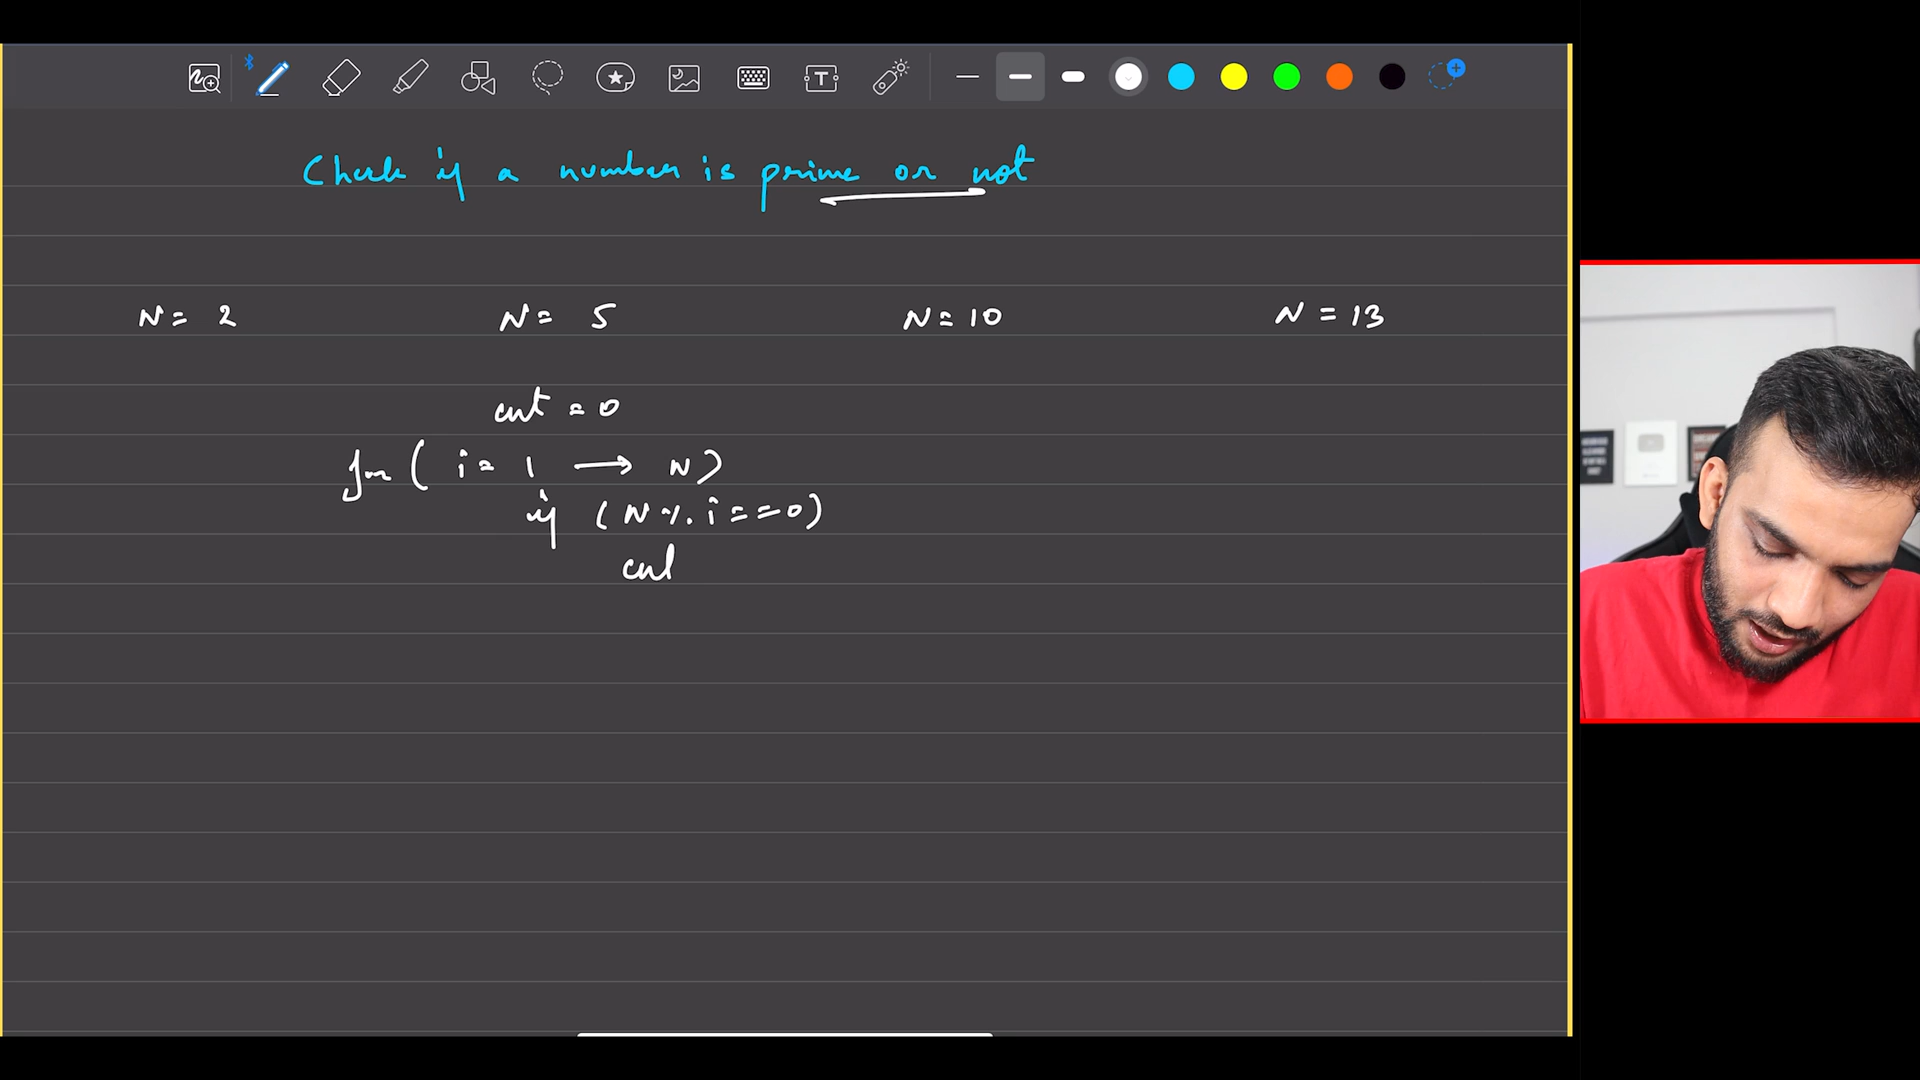 Check if a number is prime or not
N = 2 N = 5 N = 10 N = 13
cnt = 0
for ( i = 1 → N )
if ( N % i == 0 )
cnt